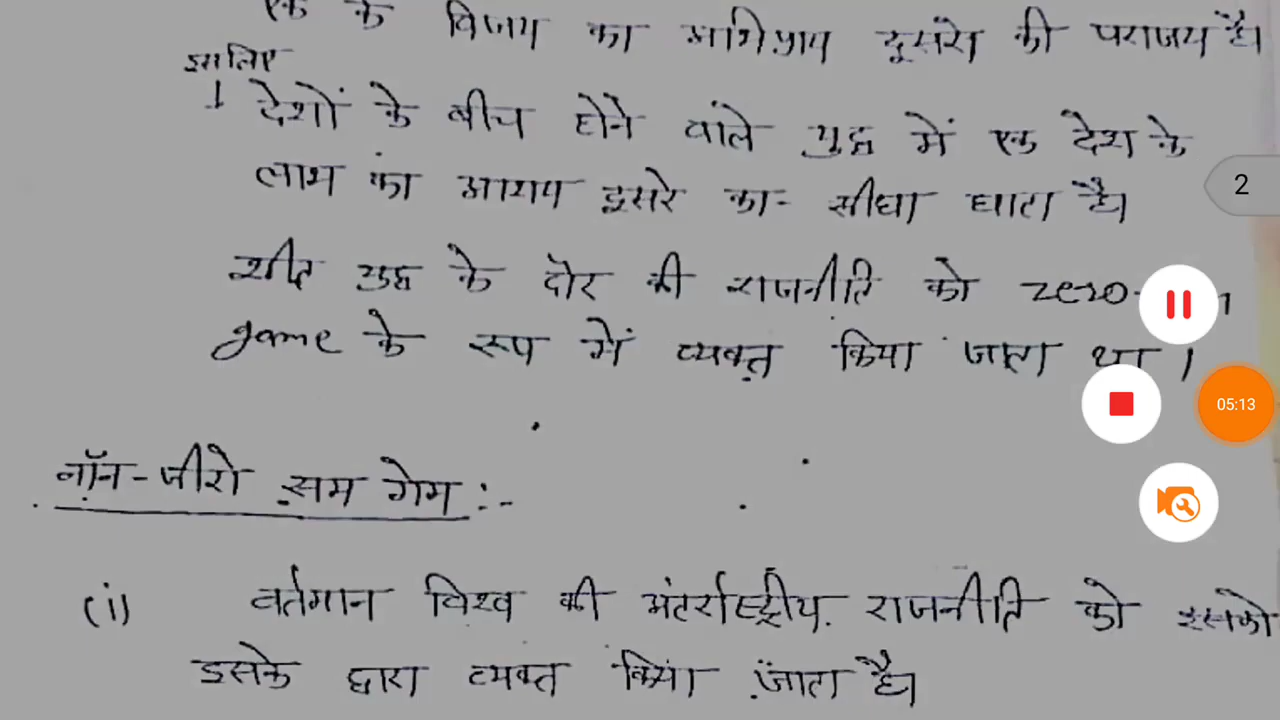 एक के विजय का अभिप्राय दूसरे की पराजय है।
इसलिए
देशों के बीच होने वाले युद्ध में एक देश के
लाभ का आशय दूसरे का- सीधा घाटा है।
2
शीत युद्ध के दौर की राजनीति को zero-
game के रूप में व्यक्त किया जाता था।
05:13
नॉन-जीरो सम गेम :-
(i) वर्तमान विश्व की अंतर्राष्ट्रीय राजनीति को इसको
इसके द्वारा व्यक्त किया जाता है।